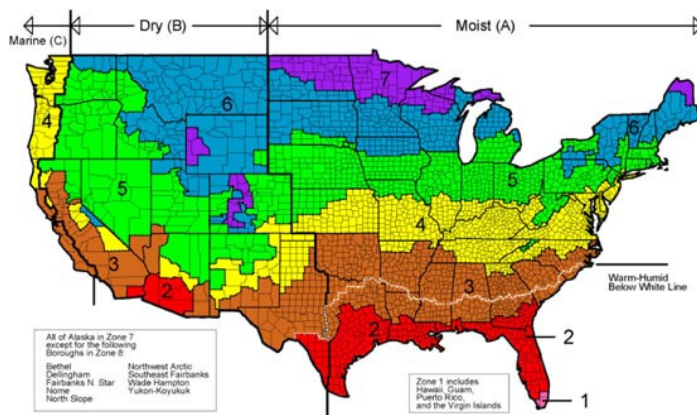 Marine (C)
Dry (B)
Moist (A)
7
6
4
6
5
5
4
3
3
2
2
Warm-Humid
Below White Line
2
1
All of Alaska in Zone 7
except for the following
Boroughs in Zone 8:
Bethel Northwest Arctic
Dellingham Southeast Fairbanks
Fairbanks N. Star Wade Hampton
Nome Yukon-Koyukuk
North Slope
Zone 1 includes
Hawaii, Guam,
Puerto Rico,
and the Virgin Islands